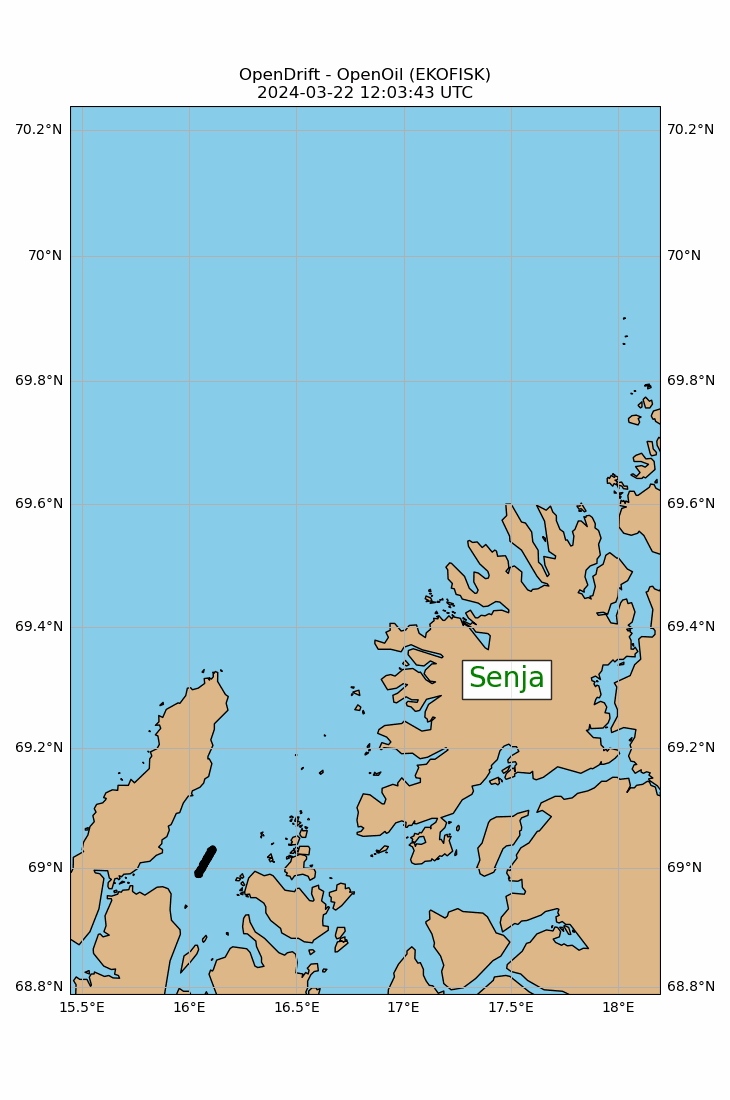 OpenDrift - OpenOil (EKOFISK)
2024-03-22 12:03:43 UTC
70.2°N 70.2°N
70°N 70°N
69.8°N 69.8°N
69.6°N 69.6°N
69.4°N 69.4°N
Senja
69.2°N 69.2°N
69°N 69°N
68.8°N 68.8°N
15.5°E 16°E 16.5°E 17°E 17.5°E 18°E